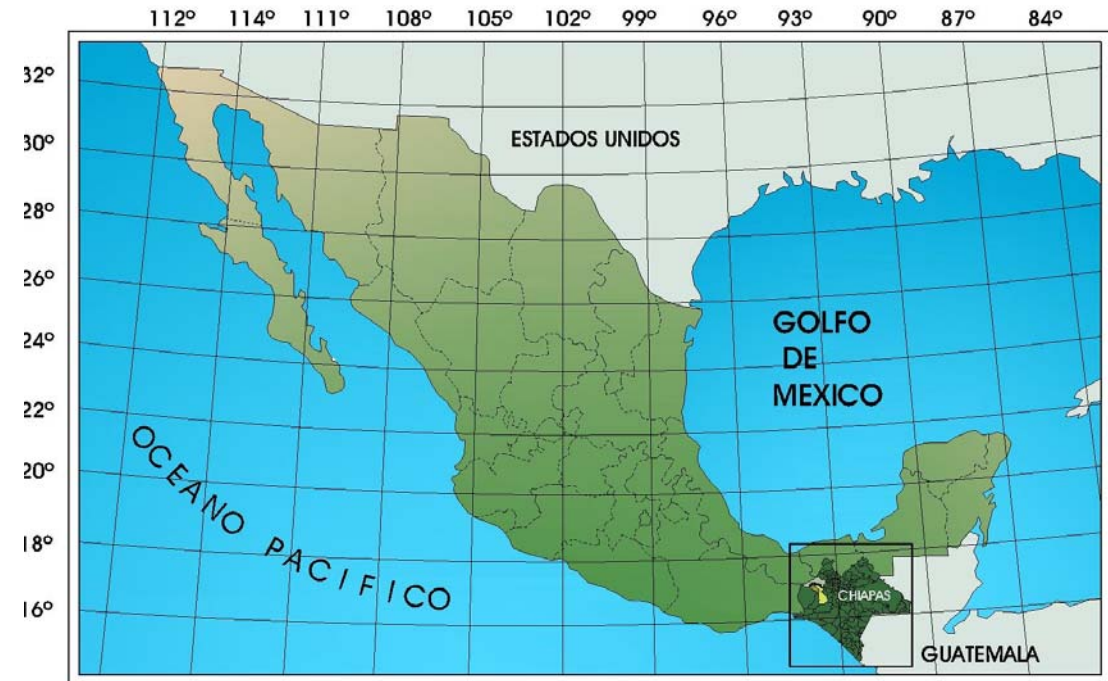 112º 114º 111º 108º 105º 102º 99º 96º 93º 90º 87º 84º
32º
30º
ESTADOS UNIDOS
28º
26º
GOLFO
DE
MEXICO
24º
22º
OCEANO PACIFICO
20º
18º
16º
CHIAPAS
GUATEMALA